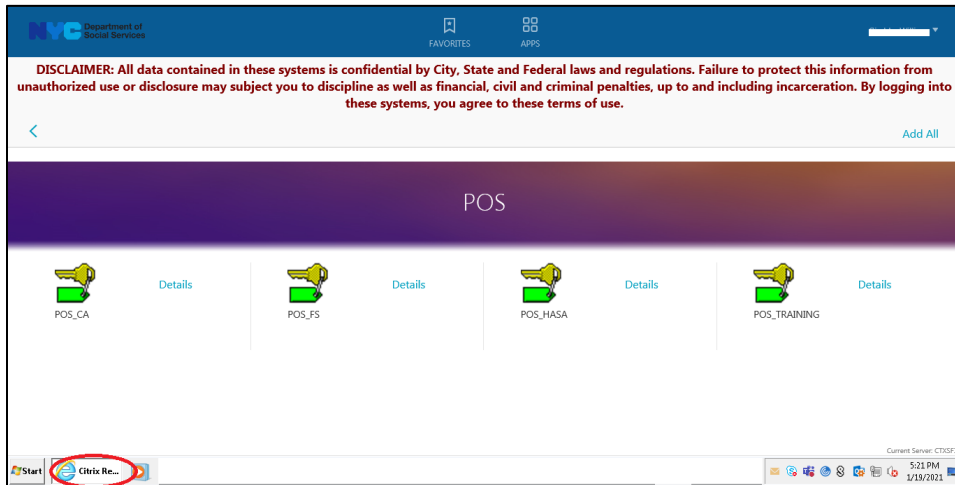 NYC Department of
Social Services
FAVORITES
APPS
DISCLAIMER: All data contained in these systems is confidential by City, State and Federal laws and regulations. Failure to protect this information from
unauthorized use or disclosure may subject you to discipline as well as financial, civil and criminal penalties, up to and including incarceration. By logging into
these systems, you agree to these terms of use.
Add All
POS
Details
Details
Details
Details
POS_CA
POS_FS
POS_HASA
POS_TRAINING
Current Server: CTXSF
Start
Citrix Re...
5:21 PM
1/19/2021